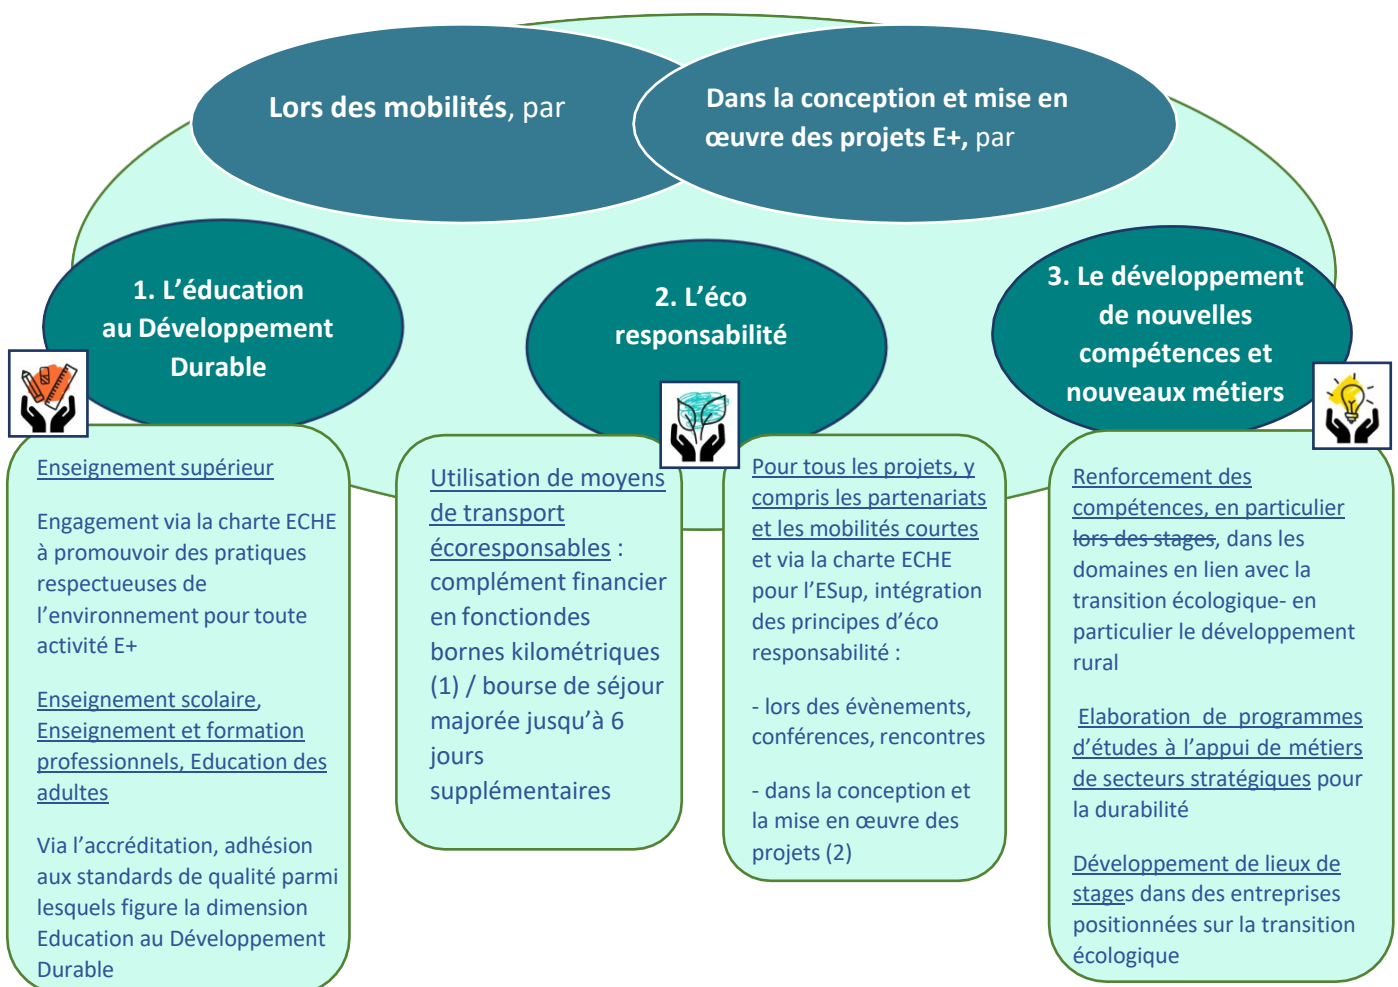 Lors des mobilités, par
Dans la conception et mise en
œuvre des projets E+, par
1. L’éducation
au Développement
Durable
2. L’éco
responsabilité
3. Le développement
de nouvelles
compétences et
nouveaux métiers
Enseignement supérieur
Engagement via la charte ECHE
à promouvoir des pratiques
respectueuses de
l’environnement pour toute
activité E+
Enseignement scolaire,
Enseignement et formation
professionnels, Education des
adultes
Via l’accréditation, adhésion
aux standards de qualité parmi
lesquels figure la dimension
Education au Développement
Durable
Utilisation de moyens
de transport
écoresponsables :
complément financier
en fonctiondes
bornes kilométriques
(1) / bourse de séjour
majorée jusqu’à 6
jours
supplémentaires
Pour tous les projets, y
compris les partenariats
et les mobilités courtes
et via la charte ECHE
pour l’ESup, intégration
des principes d’éco
responsabilité :
- lors des évènements,
conférences, rencontres
- dans la conception et
la mise en œuvre des
projets (2)
Renforcement des
compétences, en particulier
lors des stages, dans les
domaines en lien avec la
transition écologique- en
particulier le développement
rural
Elaboration de programmes
d’études à l’appui de métiers
de secteurs stratégiques pour
la durabilité
Développement de lieux de
stages dans des entreprises
positionnées sur la transition
écologique